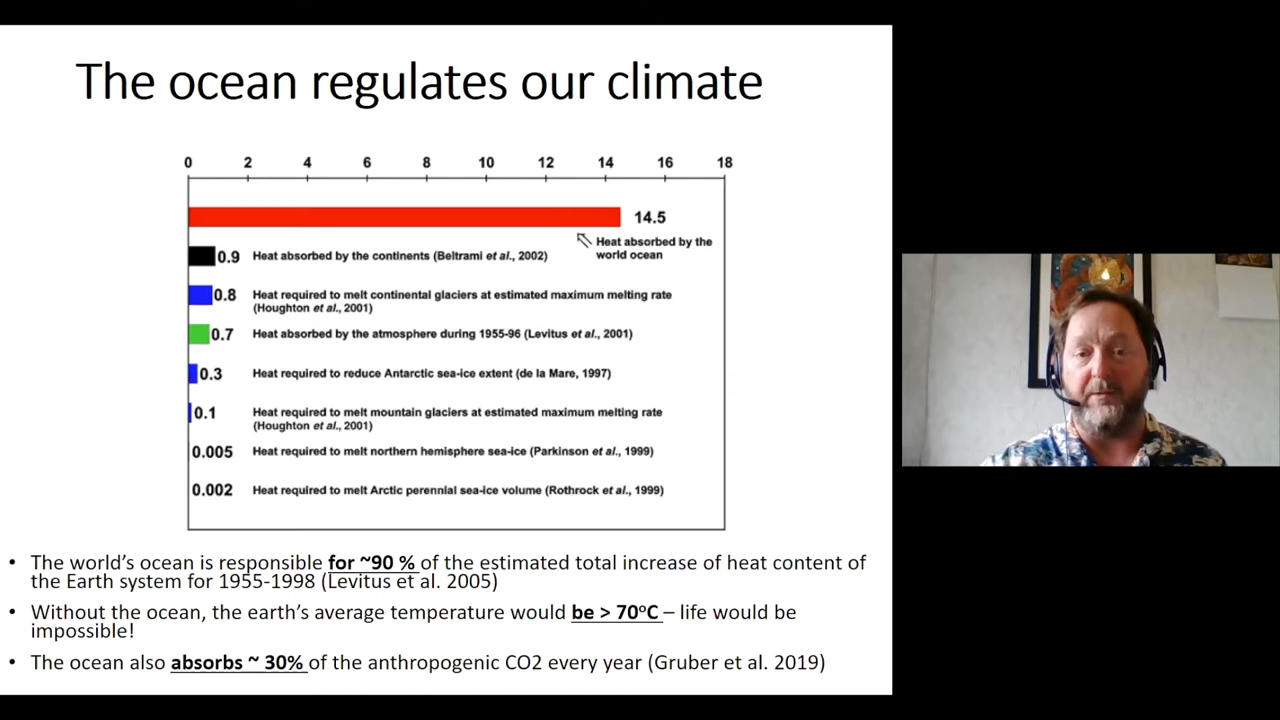 The ocean regulates our climate
0 2 4 6 8 10 12 14 16 18
14.5
Heat absorbed by the
world ocean
0.9 Heat absorbed by the continents (Beltrami et al., 2002)
0.8 Heat required to melt continental glaciers at estimated maximum melting rate
(Houghton et al., 2001)
0.7 Heat absorbed by the atmosphere during 1955-96 (Levitus et al., 2001)
0.3 Heat required to reduce Antarctic sea-ice extent (de la Mare, 1997)
0.1 Heat required to melt mountain glaciers at estimated maximum melting rate
(Houghton et al., 2001)
0.005 Heat required to melt northern hemisphere sea-ice (Parkinson et al., 1999)
0.002 Heat required to melt Arctic perennial sea-ice volume (Rothrock et al., 1999)
• The world's ocean is responsible for ~90 % of the estimated total increase of heat content of
the Earth system for 1955-1998 (Levitus et al. 2005)
• Without the ocean, the earth's average temperature would be > 70°C – life would be
impossible!
• The ocean also absorbs ~ 30% of the anthropogenic CO2 every year (Gruber et al. 2019)